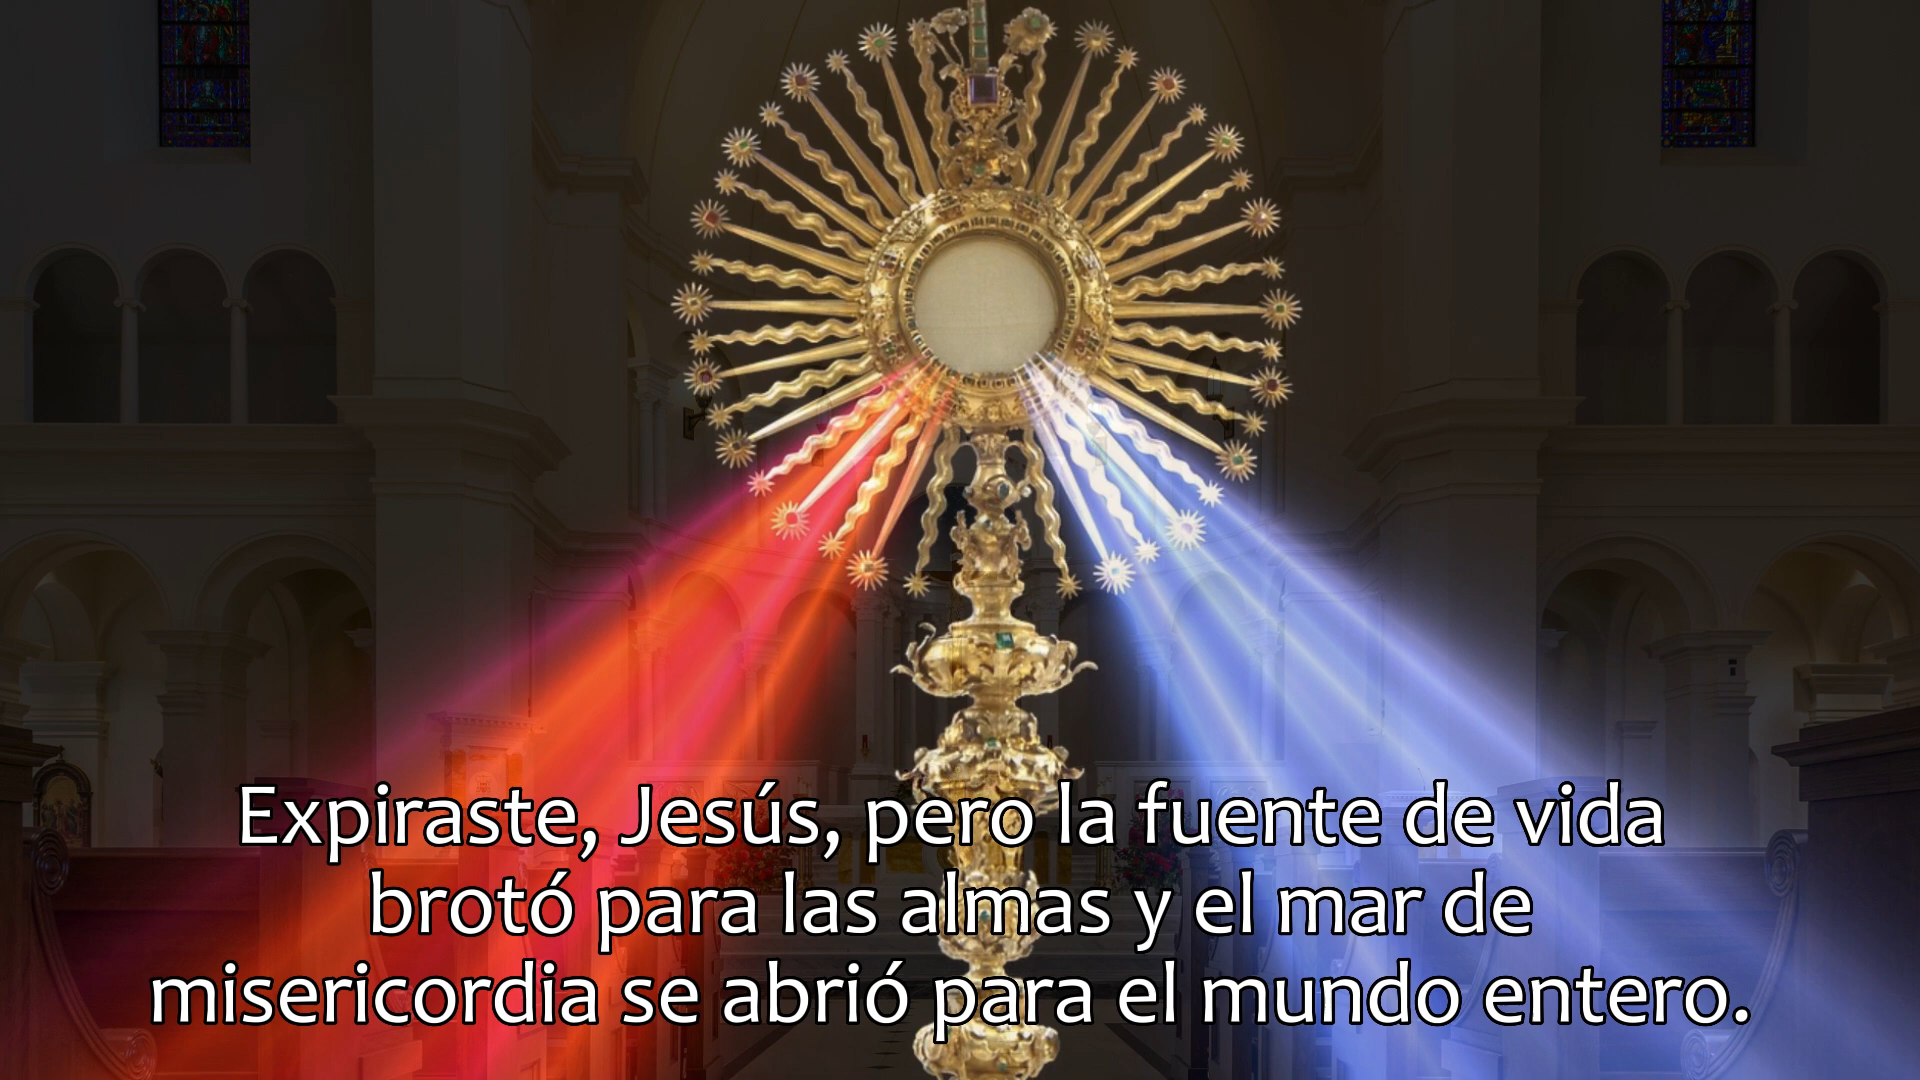 Expiraste, Jesús, pero la fuente de vida
brotó para las almas y el mar de
misericordia se abrió para el mundo entero.